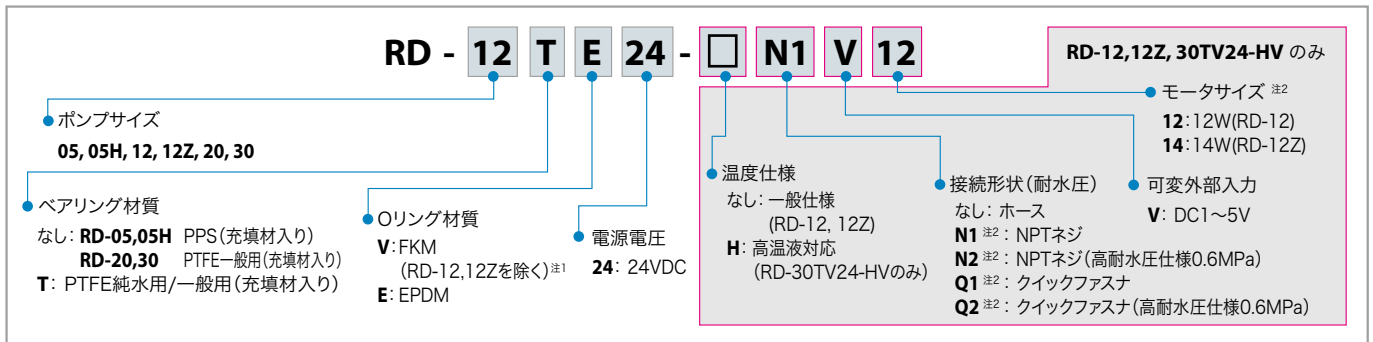 RD - 12 T E 24 - □ N1 V 12
RD-12,12Z, 30TV24-HV のみ
ポンプサイズ
05, 05H, 12, 12Z, 20, 30
ベアリング材質
なし: RD-05,05H PPS(充填材入り)
RD-20,30 PTFE一般用(充填材入り)
T: PTFE純水用/一般用(充填材入り)
Oリング材質
V:FKM
(RD-12,12Zを除く)注1
E:EPDM
電源電圧
24: 24VDC
温度仕様
なし: 一般仕様
(RD-12, 12Z)
H: 高温液対応
(RD-30TV24-HVのみ)
接続形状(耐水圧)
なし: ホース
N1 注2: NPTネジ
N2 注2: NPTネジ(高耐水圧仕様0.6MPa)
Q1 注2: クイックファスナ
Q2 注2: クイックファスナ(高耐水圧仕様0.6MPa)
可変外部入力
V: DC1~5V
モータサイズ 注2
12:12W(RD-12)
14:14W(RD-12Z)